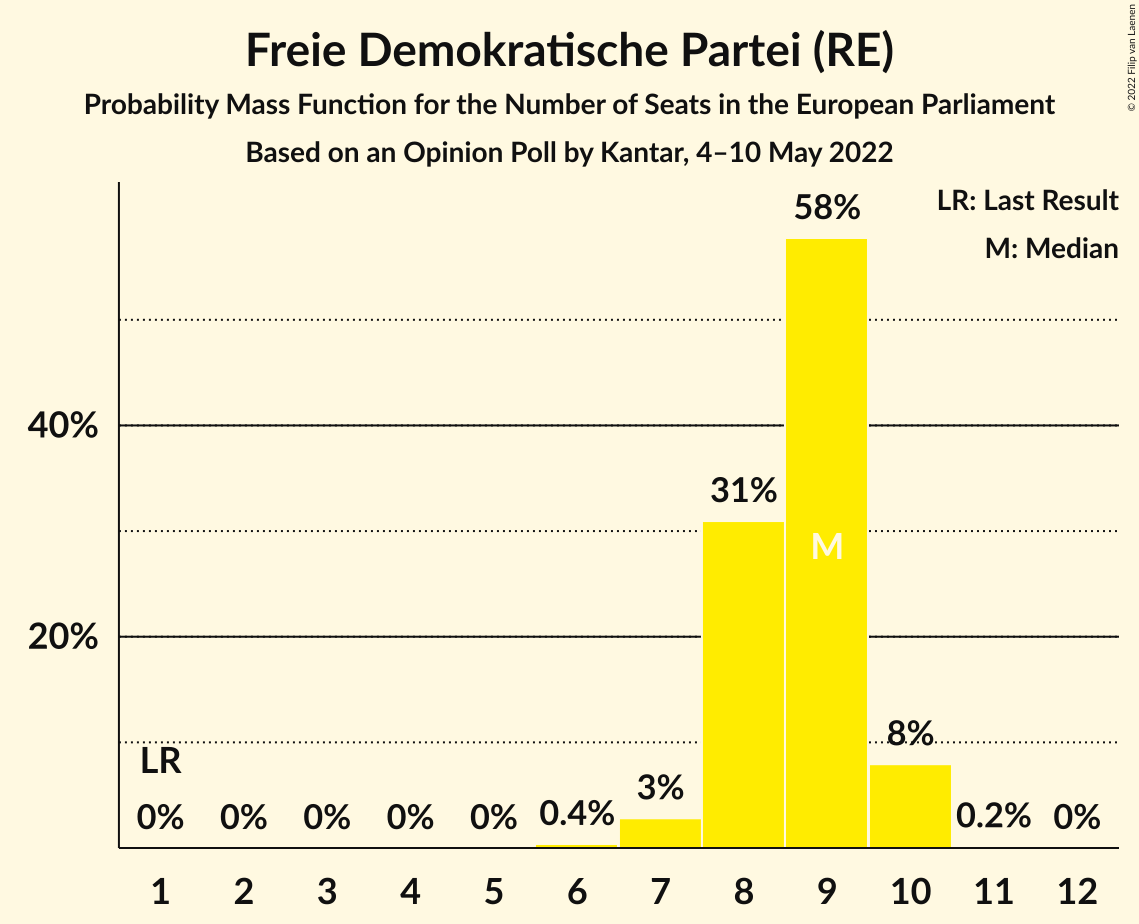 Freie Demokratische Partei (RE)
Probability Mass Function for the Number of Seats in the European Parliament
Based on an Opinion Poll by Kantar, 4–10 May 2022
© 2022 Filip van Laenen
LR: Last Result
M: Median
58%
40%
31%
M
20%
8%
LR
3%
0% 0% 0% 0% 0% 0.4% 0.2% 0%
1 2 3 4 5 6 7 8 9 10 11 12